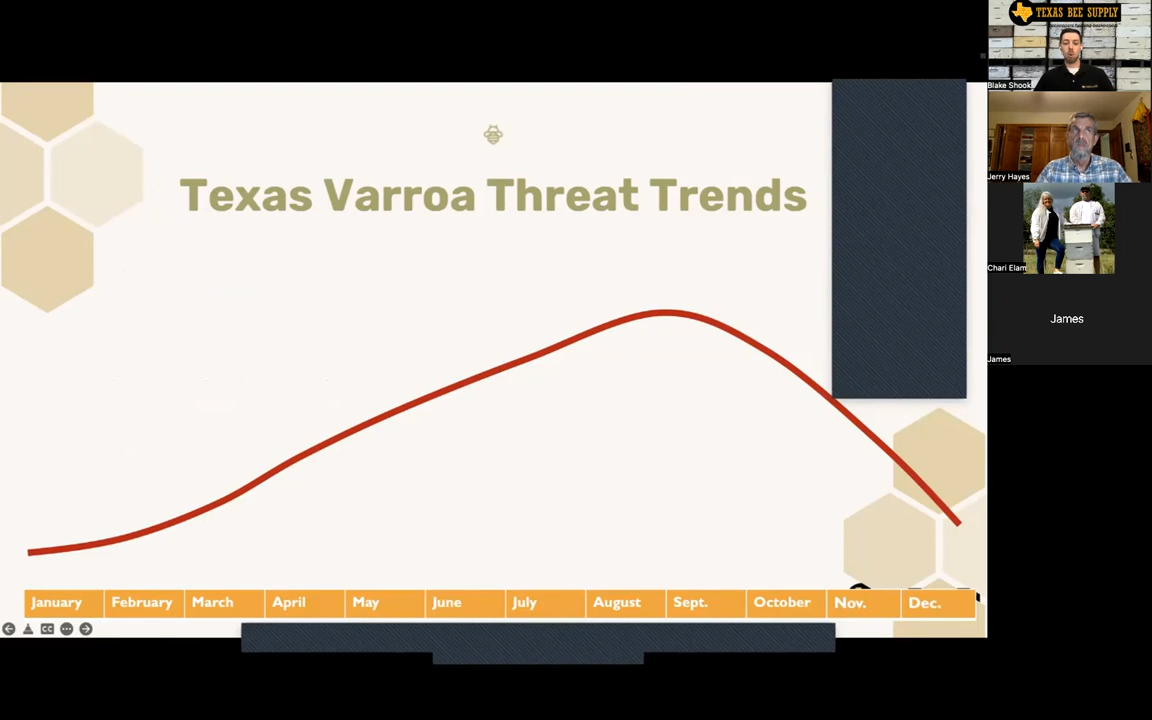 TEXAS BEE SUPPLY
Blake Shook
Texas Varroa Threat Trends
Jerry Hayes
Chari Elam
James
James
January February March April May June July August Sept. October Nov. Dec.
CC